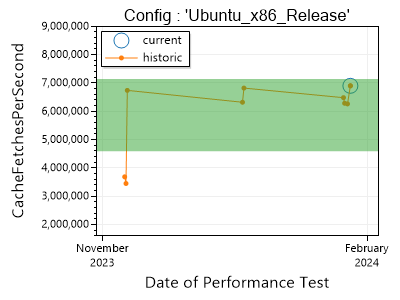 Config : 'Ubuntu_x86_Release'
CacheFetchesPerSecond
9,000,000
8,000,000
7,000,000
6,000,000
5,000,000
4,000,000
3,000,000
2,000,000
current
historic
November
2023
February
2024
Date of Performance Test